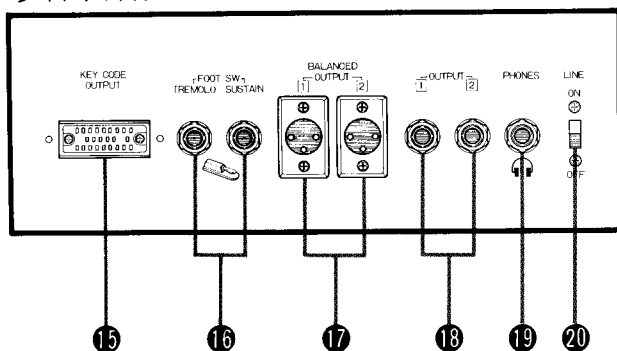 KEY CODE
OUTPUT
FOOT SW
TREMOLO SUSTAIN
BALANCED
OUTPUT
1 2
OUTPUT
1 2
PHONES
LINE
ON
OFF
15 16 17 18 19 20